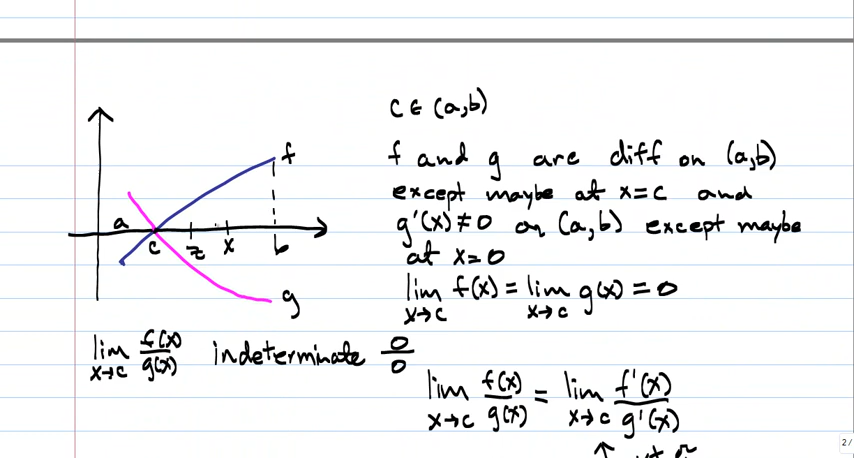 c ∈ (a,b)
f
f and g are diff on (a,b)
except maybe at x=c and
a
g'(x)≠0 on (a,b) except maybe
c z x b
at x=0
g
lim x→c f(x) = lim x→c g(x) = 0
lim x→c f(x)/g(x) indeterminate 0/0
lim x→c f(x)/g(x) = lim x→c f'(x)/g'(x)
2/